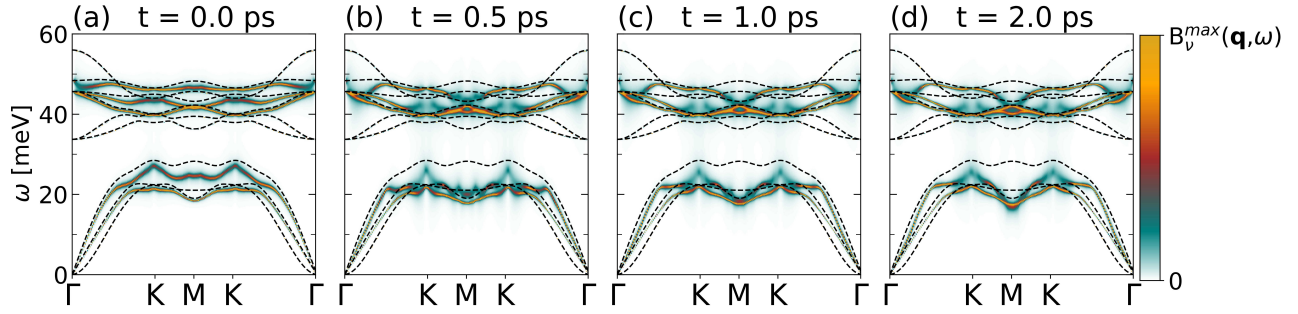 (a) t = 0.0 ps
(b) t = 0.5 ps
(c) t = 1.0 ps
(d) t = 2.0 ps
ω [meV]
60
40
20
0
Γ K M K Γ
K M K Γ
K M K Γ
K M K Γ
B_ν^{max}(q,ω)
0